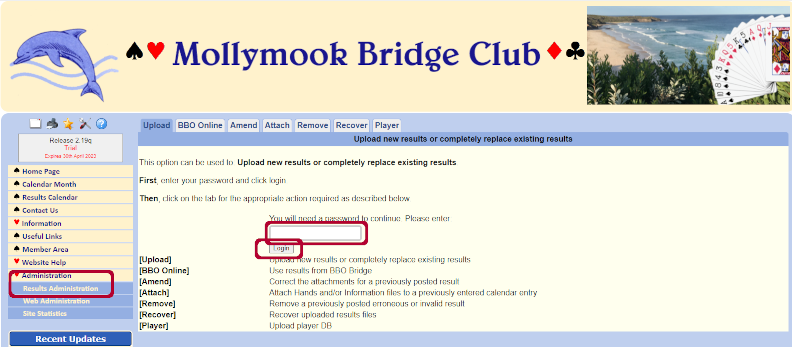 Mollymook Bridge Club
Release 2.19q
Trial
Expires 30th April 2023
Home Page
Calendar Month
Results Calendar
Contact Us
Information
Useful Links
Member Area
Website Help
Administration
Results Administration
Web Administration
Site Statistics
Recent Updates
Upload BBO Online Amend Attach Remove Recover Player
Upload new results or completely replace existing results
This option can be used to Upload new results or completely replace existing results
First, enter your password and click login
Then, click on the tab for the appropriate action required as described below
You will need a password to continue. Please enter
Login
[Upload] Upload new results or completely replace existing results
[BBO Online] Use results from BBO Bridge
[Amend] Correct the attachments for a previously posted result
[Attach] Attach Hands and/or Information files to a previously entered calendar entry
[Remove] Remove a previously posted erroneous or invalid result
[Recover] Recover uploaded results files
[Player] Upload player DB